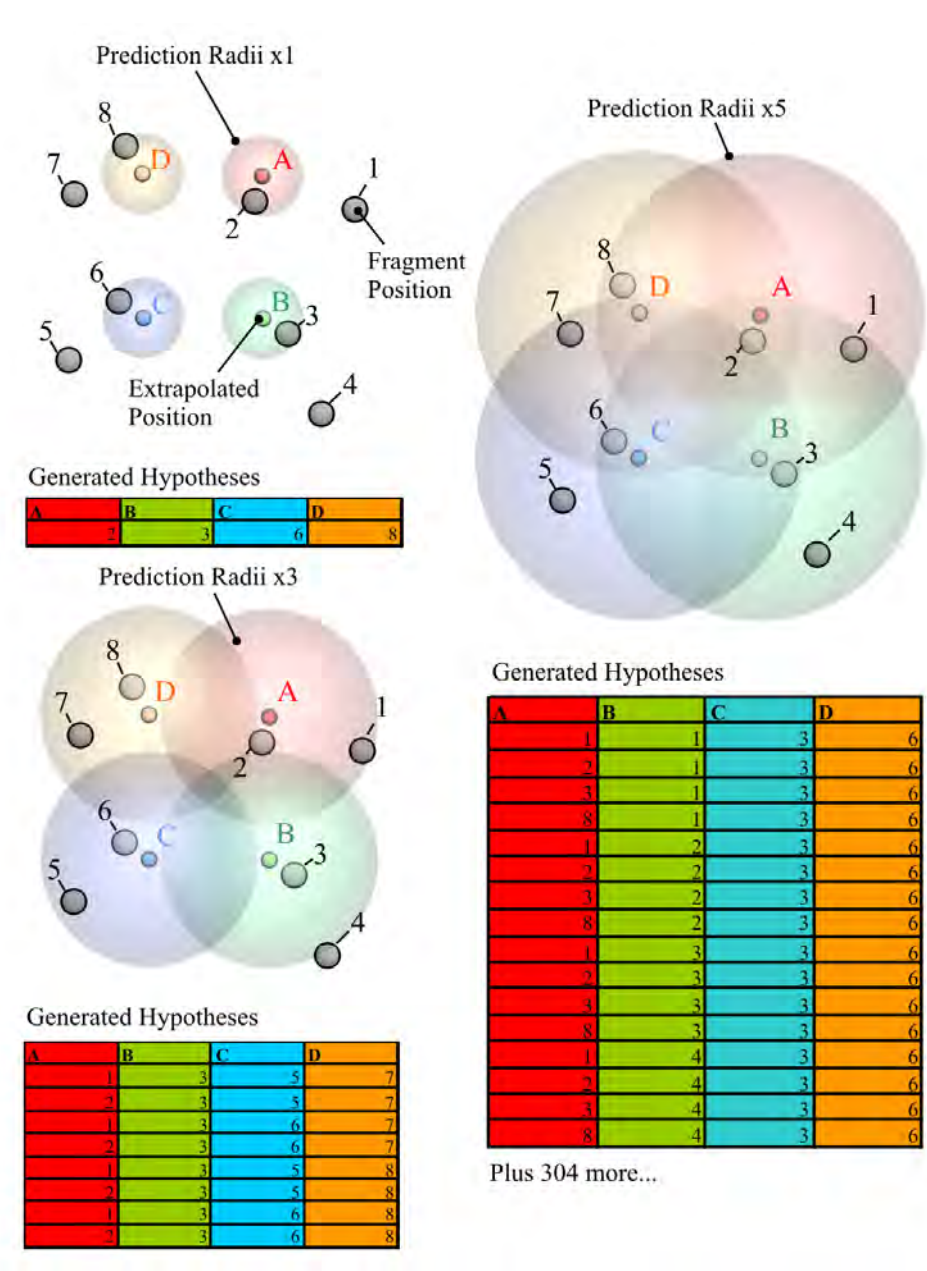 Prediction Radii x1
8
D
A
7
1
2
Fragment
Position
6
C
B
3
5
Extrapolated
Position
4
Generated Hypotheses
A B C D
2 3 6 8
Prediction Radii x3
8
D
A
7
1
2
6
C
B
3
5
4
Generated Hypotheses
A B C D
1 3 5 7
2 3 5 7
1 3 6 7
2 3 6 7
1 3 5 8
2 3 5 8
1 3 6 8
2 3 6 8
Prediction Radii x5
8
D
A
7
1
2
6
C
B
3
5
4
Generated Hypotheses
A B C D
1 1 3 6
2 1 3 6
3 1 3 6
8 1 3 6
1 2 3 6
2 2 3 6
3 2 3 6
8 2 3 6
1 3 3 6
2 3 3 6
3 3 3 6
8 3 3 6
1 4 3 6
2 4 3 6
3 4 3 6
8 4 3 6
Plus 304 more...